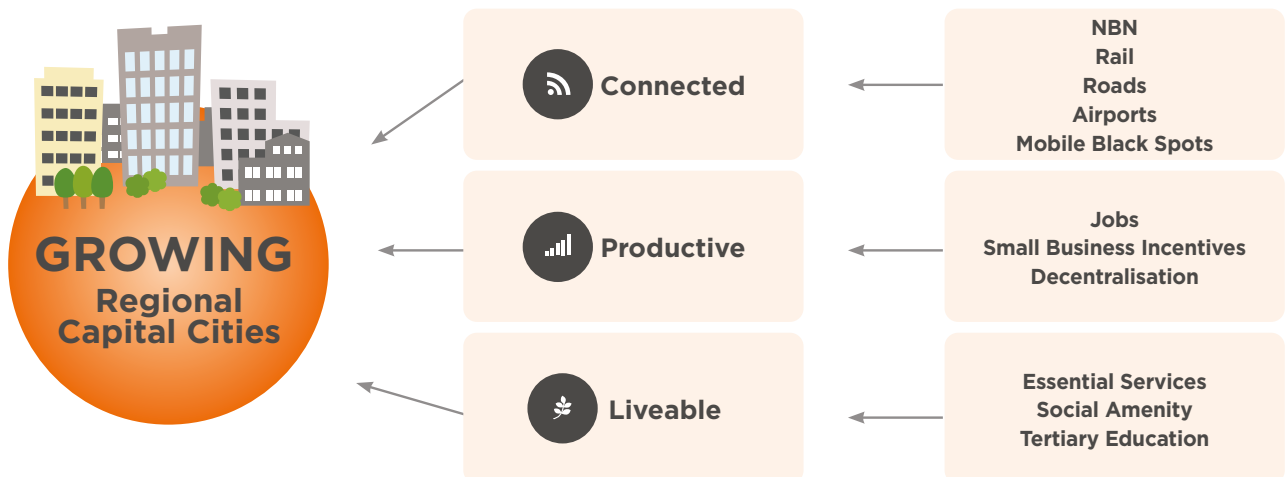 GROWING
Regional
Capital Cities
Connected
NBN
Rail
Roads
Airports
Mobile Black Spots
Productive
Jobs
Small Business Incentives
Decentralisation
Liveable
Essential Services
Social Amenity
Tertiary Education